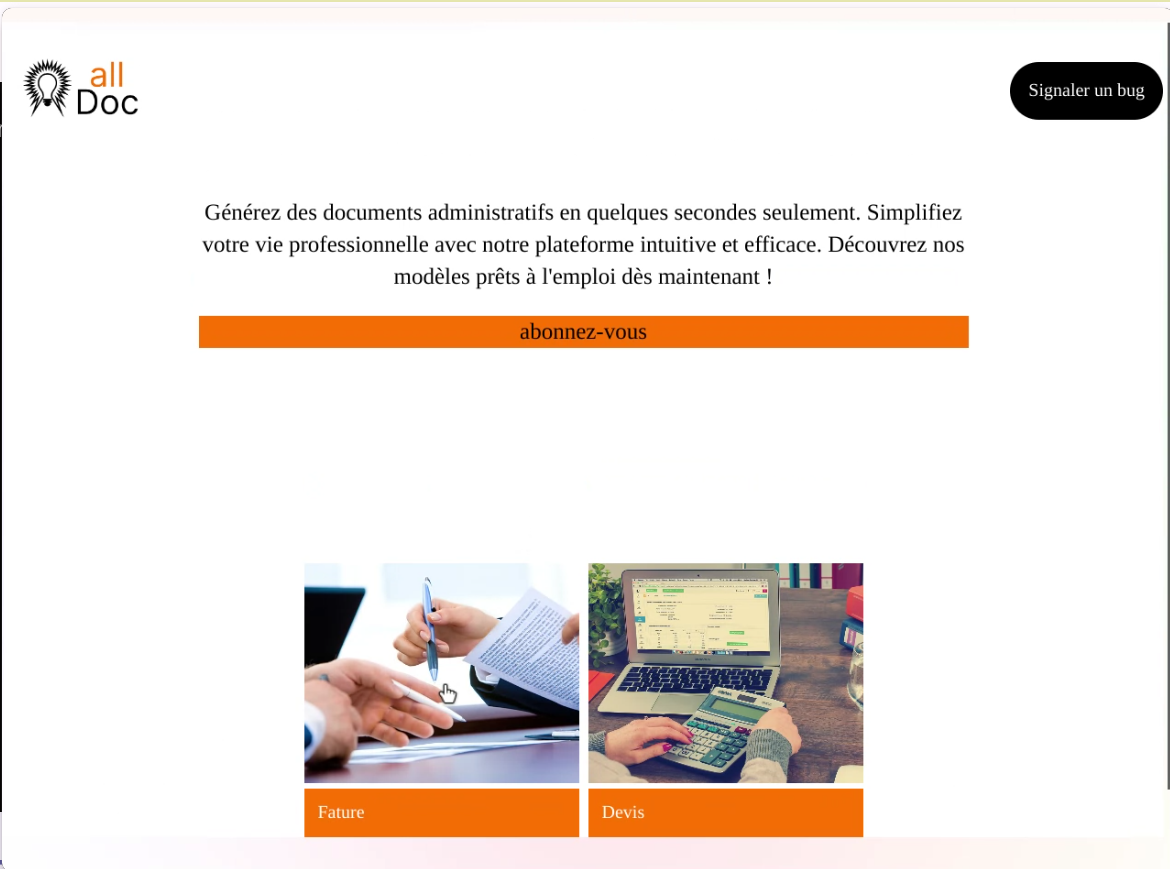 all
Doc
Signaler un bug
Générez des documents administratifs en quelques secondes seulement. Simplifiez
votre vie professionnelle avec notre plateforme intuitive et efficace. Découvrez nos
modèles prêts à l'emploi dès maintenant !
abonnez-vous
Fature
Devis